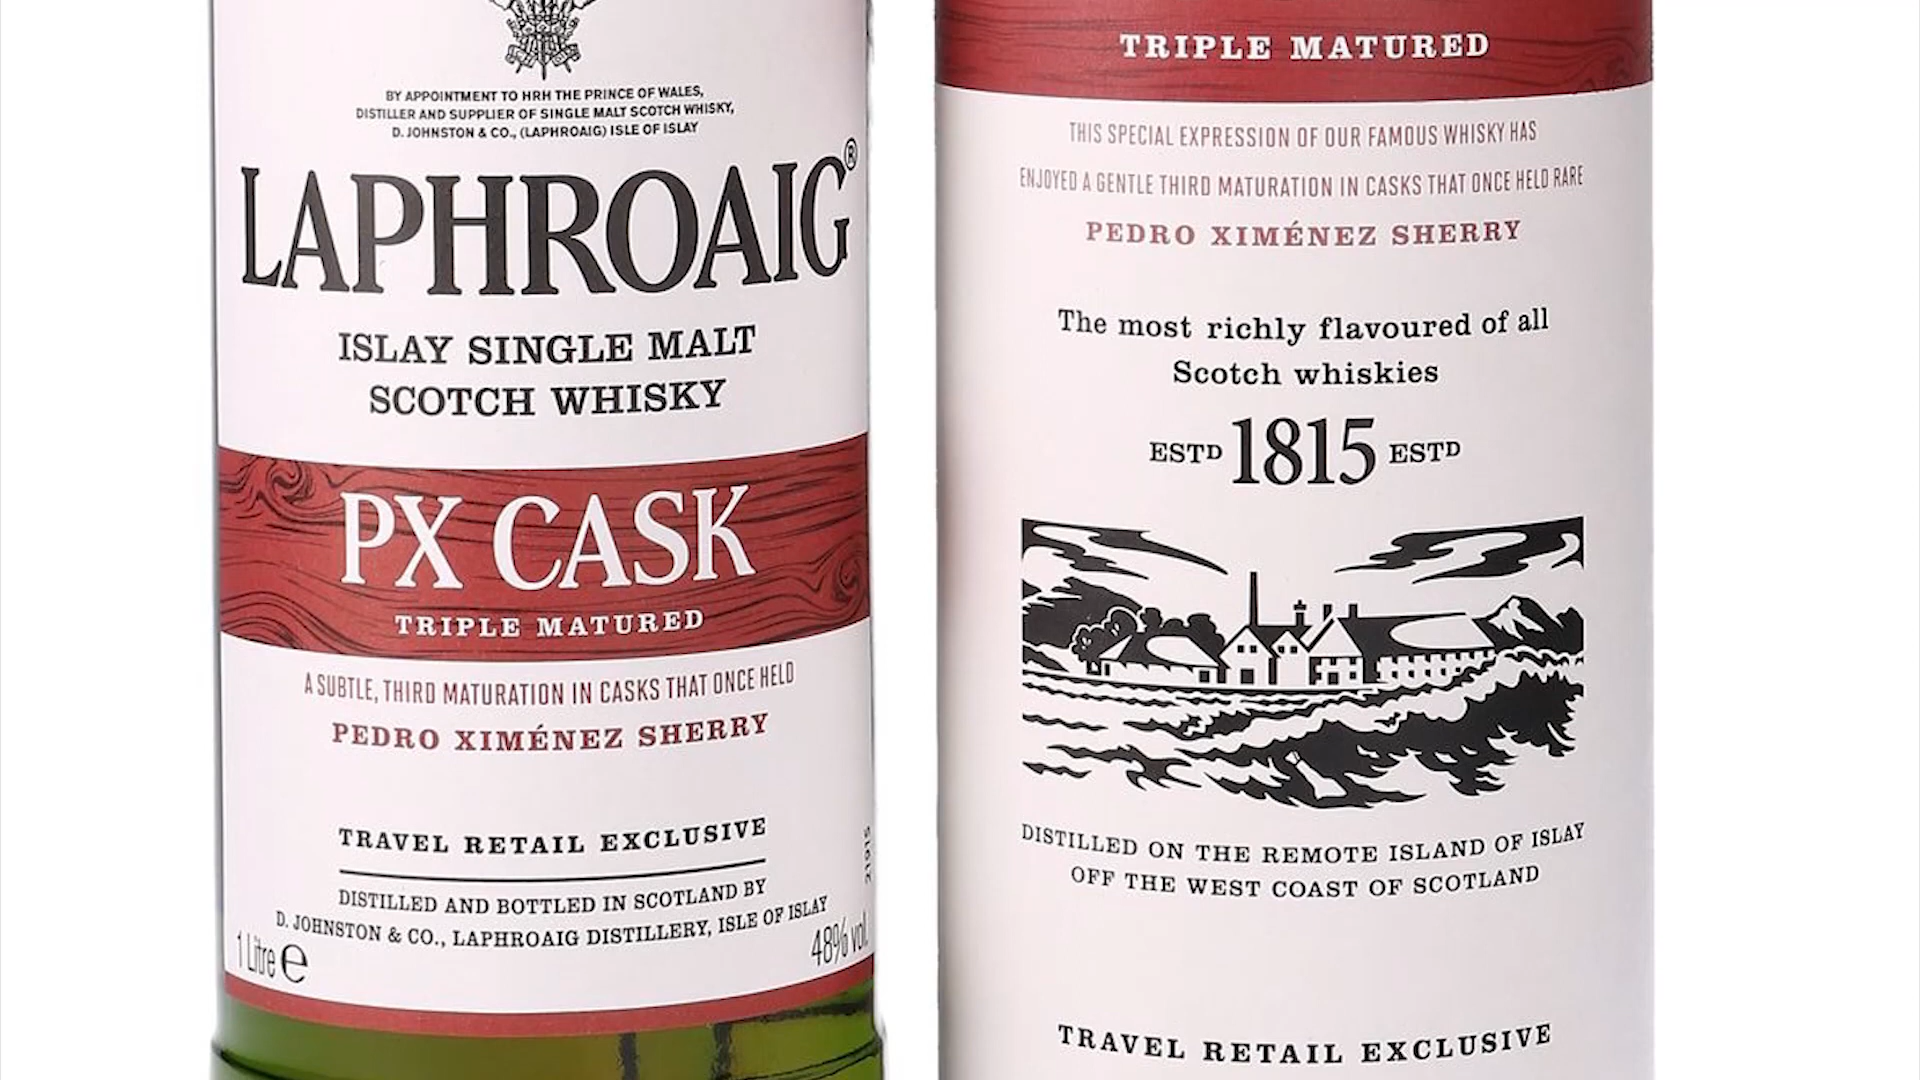 BY APPOINTMENT TO HRH THE PRINCE OF WALES,
DISTILLER AND SUPPLIER OF SINGLE MALT SCOTCH WHISKY,
D. JOHNSTON & CO., (LAPHROAIG) ISLE OF ISLAY
LAPHROAIG®
ISLAY SINGLE MALT
SCOTCH WHISKY
PX CASK
TRIPLE MATURED
A SUBTLE, THIRD MATURATION IN CASKS THAT ONCE HELD
PEDRO XIMÉNEZ SHERRY
TRAVEL RETAIL EXCLUSIVE
DISTILLED AND BOTTLED IN SCOTLAND BY
D. JOHNSTON & CO., LAPHROAIG DISTILLERY, ISLE OF ISLAY
1 Litre ℮
48% vol.
TRIPLE MATURED
THIS SPECIAL EXPRESSION OF OUR FAMOUS WHISKY HAS
ENJOYED A GENTLE THIRD MATURATION IN CASKS THAT ONCE HELD RARE
PEDRO XIMÉNEZ SHERRY
The most richly flavoured of all
Scotch whiskies
ESTD 1815 ESTD
DISTILLED ON THE REMOTE ISLAND OF ISLAY
OFF THE WEST COAST OF SCOTLAND
TRAVEL RETAIL EXCLUSIVE